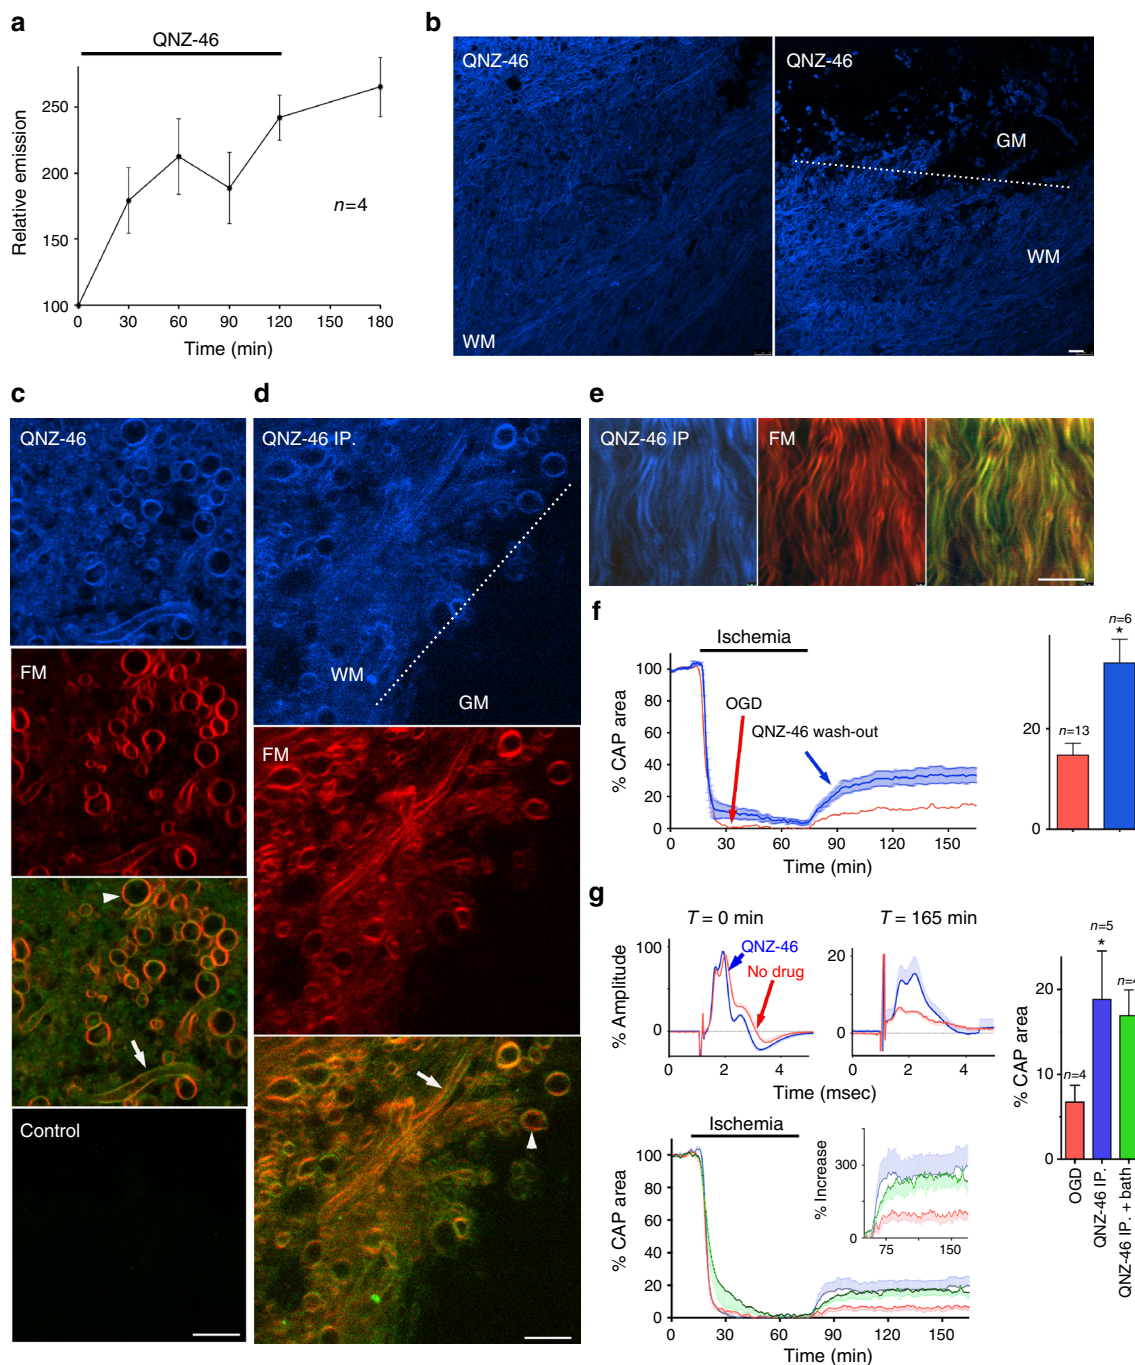 a
QNZ-46
Relative emission
250
200
150
100
n=4
0 30 60 90 120 150 180
Time (min)
b
QNZ-46
WM
QNZ-46
GM
WM
c
QNZ-46
FM
Control
d
QNZ-46 IP.
WM
GM
FM
e
QNZ-46 IP
FM
f
Ischemia
% CAP area
100
80
60
40
20
0
OGD
QNZ-46 wash-out
0 30 60 90 120 150
Time (min)
n=6
*
n=13
20
0
g
T = 0 min
T = 165 min
% Amplitude
100
0
QNZ-46
No drug
0 2 4
0 2 4
Time (msec)
Ischemia
% CAP area
100
80
60
40
20
0
0 30 60 90 120 150
Time (min)
% Increase
300
0
75 150
% CAP area
20
10
0
n=5
*
n=4
n=4
OGD
QNZ-46 IP.
QNZ-46 IP. + bath